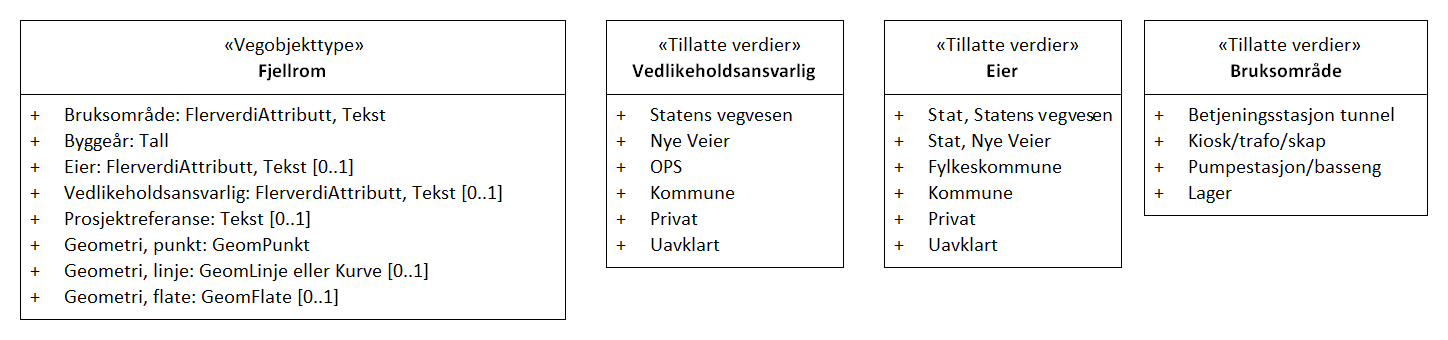 «Vegobjekttype»
Fjellrom
+ Bruksområde: FlerverdiAttributt, Tekst
+ Byggeår: Tall
+ Eier: FlerverdiAttributt, Tekst [0..1]
+ Vedlikeholdsansvarlig: FlerverdiAttributt, Tekst [0..1]
+ Prosjektreferanse: Tekst [0..1]
+ Geometri, punkt: GeomPunkt
+ Geometri, linje: GeomLinje eller Kurve [0..1]
+ Geometri, flate: GeomFlate [0..1]
«Tillatte verdier»
Vedlikeholdsansvarlig
+ Statens vegvesen
+ Nye Veier
+ OPS
+ Kommune
+ Privat
+ Uavklart
«Tillatte verdier»
Eier
+ Stat, Statens vegvesen
+ Stat, Nye Veier
+ Fylkeskommune
+ Kommune
+ Privat
+ Uavklart
«Tillatte verdier»
Bruksområde
+ Betjeningsstasjon tunnel
+ Kiosk/trafo/skap
+ Pumpestasjon/basseng
+ Lager